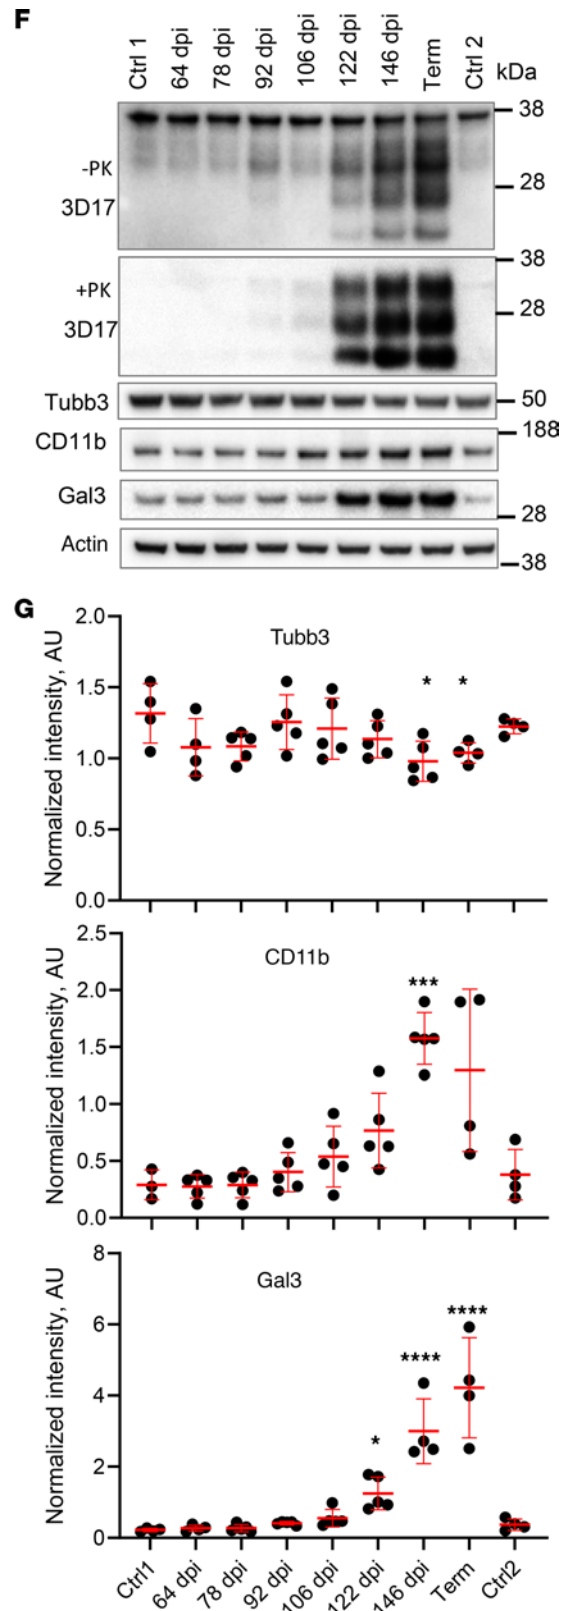 F
Ctrl 1 64 dpi 78 dpi 92 dpi 106 dpi 122 dpi 146 dpi Term Ctrl 2 kDa
38
-PK
28
3D17
38
+PK
28
3D17
Tubb3 50
188
CD11b
Gal3
28
Actin
38
G
2.0
Tubb3
* *
1.5
1.0
0.5
0.0
Normalized intensity, AU
2.5
CD11b
2.0
***
1.5
1.0
0.5
0.0
Normalized intensity, AU
8
Gal3
6
****
****
4
*
2
0
Normalized intensity, AU
Ctrl1 64 dpi 78 dpi 92 dpi 106 dpi 122 dpi 146 dpi Term Ctrl2